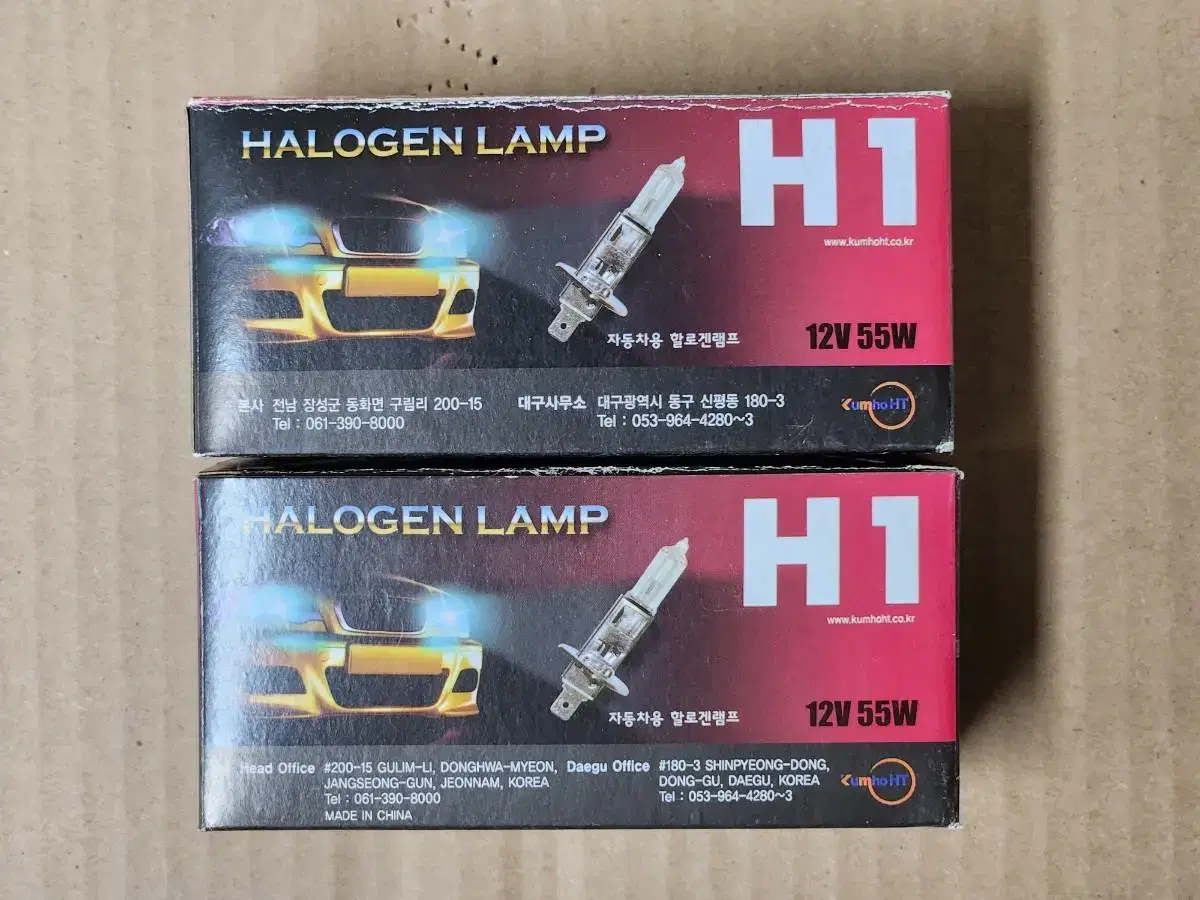 HALOGEN LAMP
H1
www.kumhoht.co.kr
자동차용 할로겐램프
12V 55W
본사 전남 장성군 동화면 구림리 200-15 대구사무소 대구광역시 동구 신평동 180-3
Tel : 061-390-8000 Tel : 053-964-4280~3
Kumho HT
HALOGEN LAMP
H1
www.kumhoht.co.kr
자동차용 할로겐램프
12V 55W
Head Office #200-15 GULIM-LI, DONGHWA-MYEON, Daegu Office #180-3 SHINPYEONG-DONG,
JANGSEONG-GUN, JEONNAM, KOREA DONG-GU, DAEGU, KOREA
Tel : 061-390-8000 Tel : 053-964-4280~3
MADE IN CHINA
Kumho HT